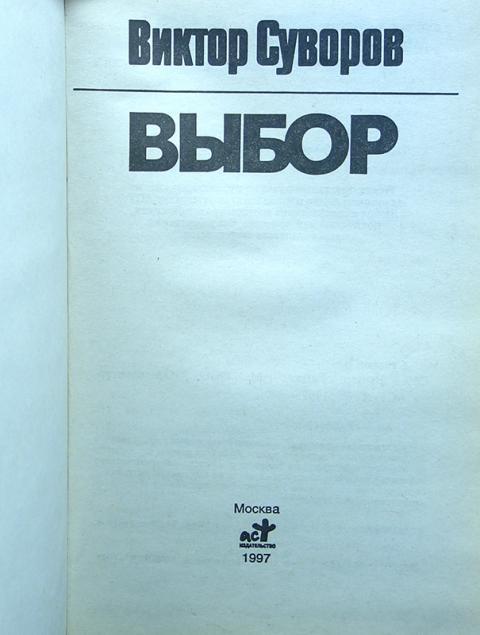 Виктор Суворов
ВЫБОР
Москва
аст
ИЗДАТЕЛЬСТВО
1997